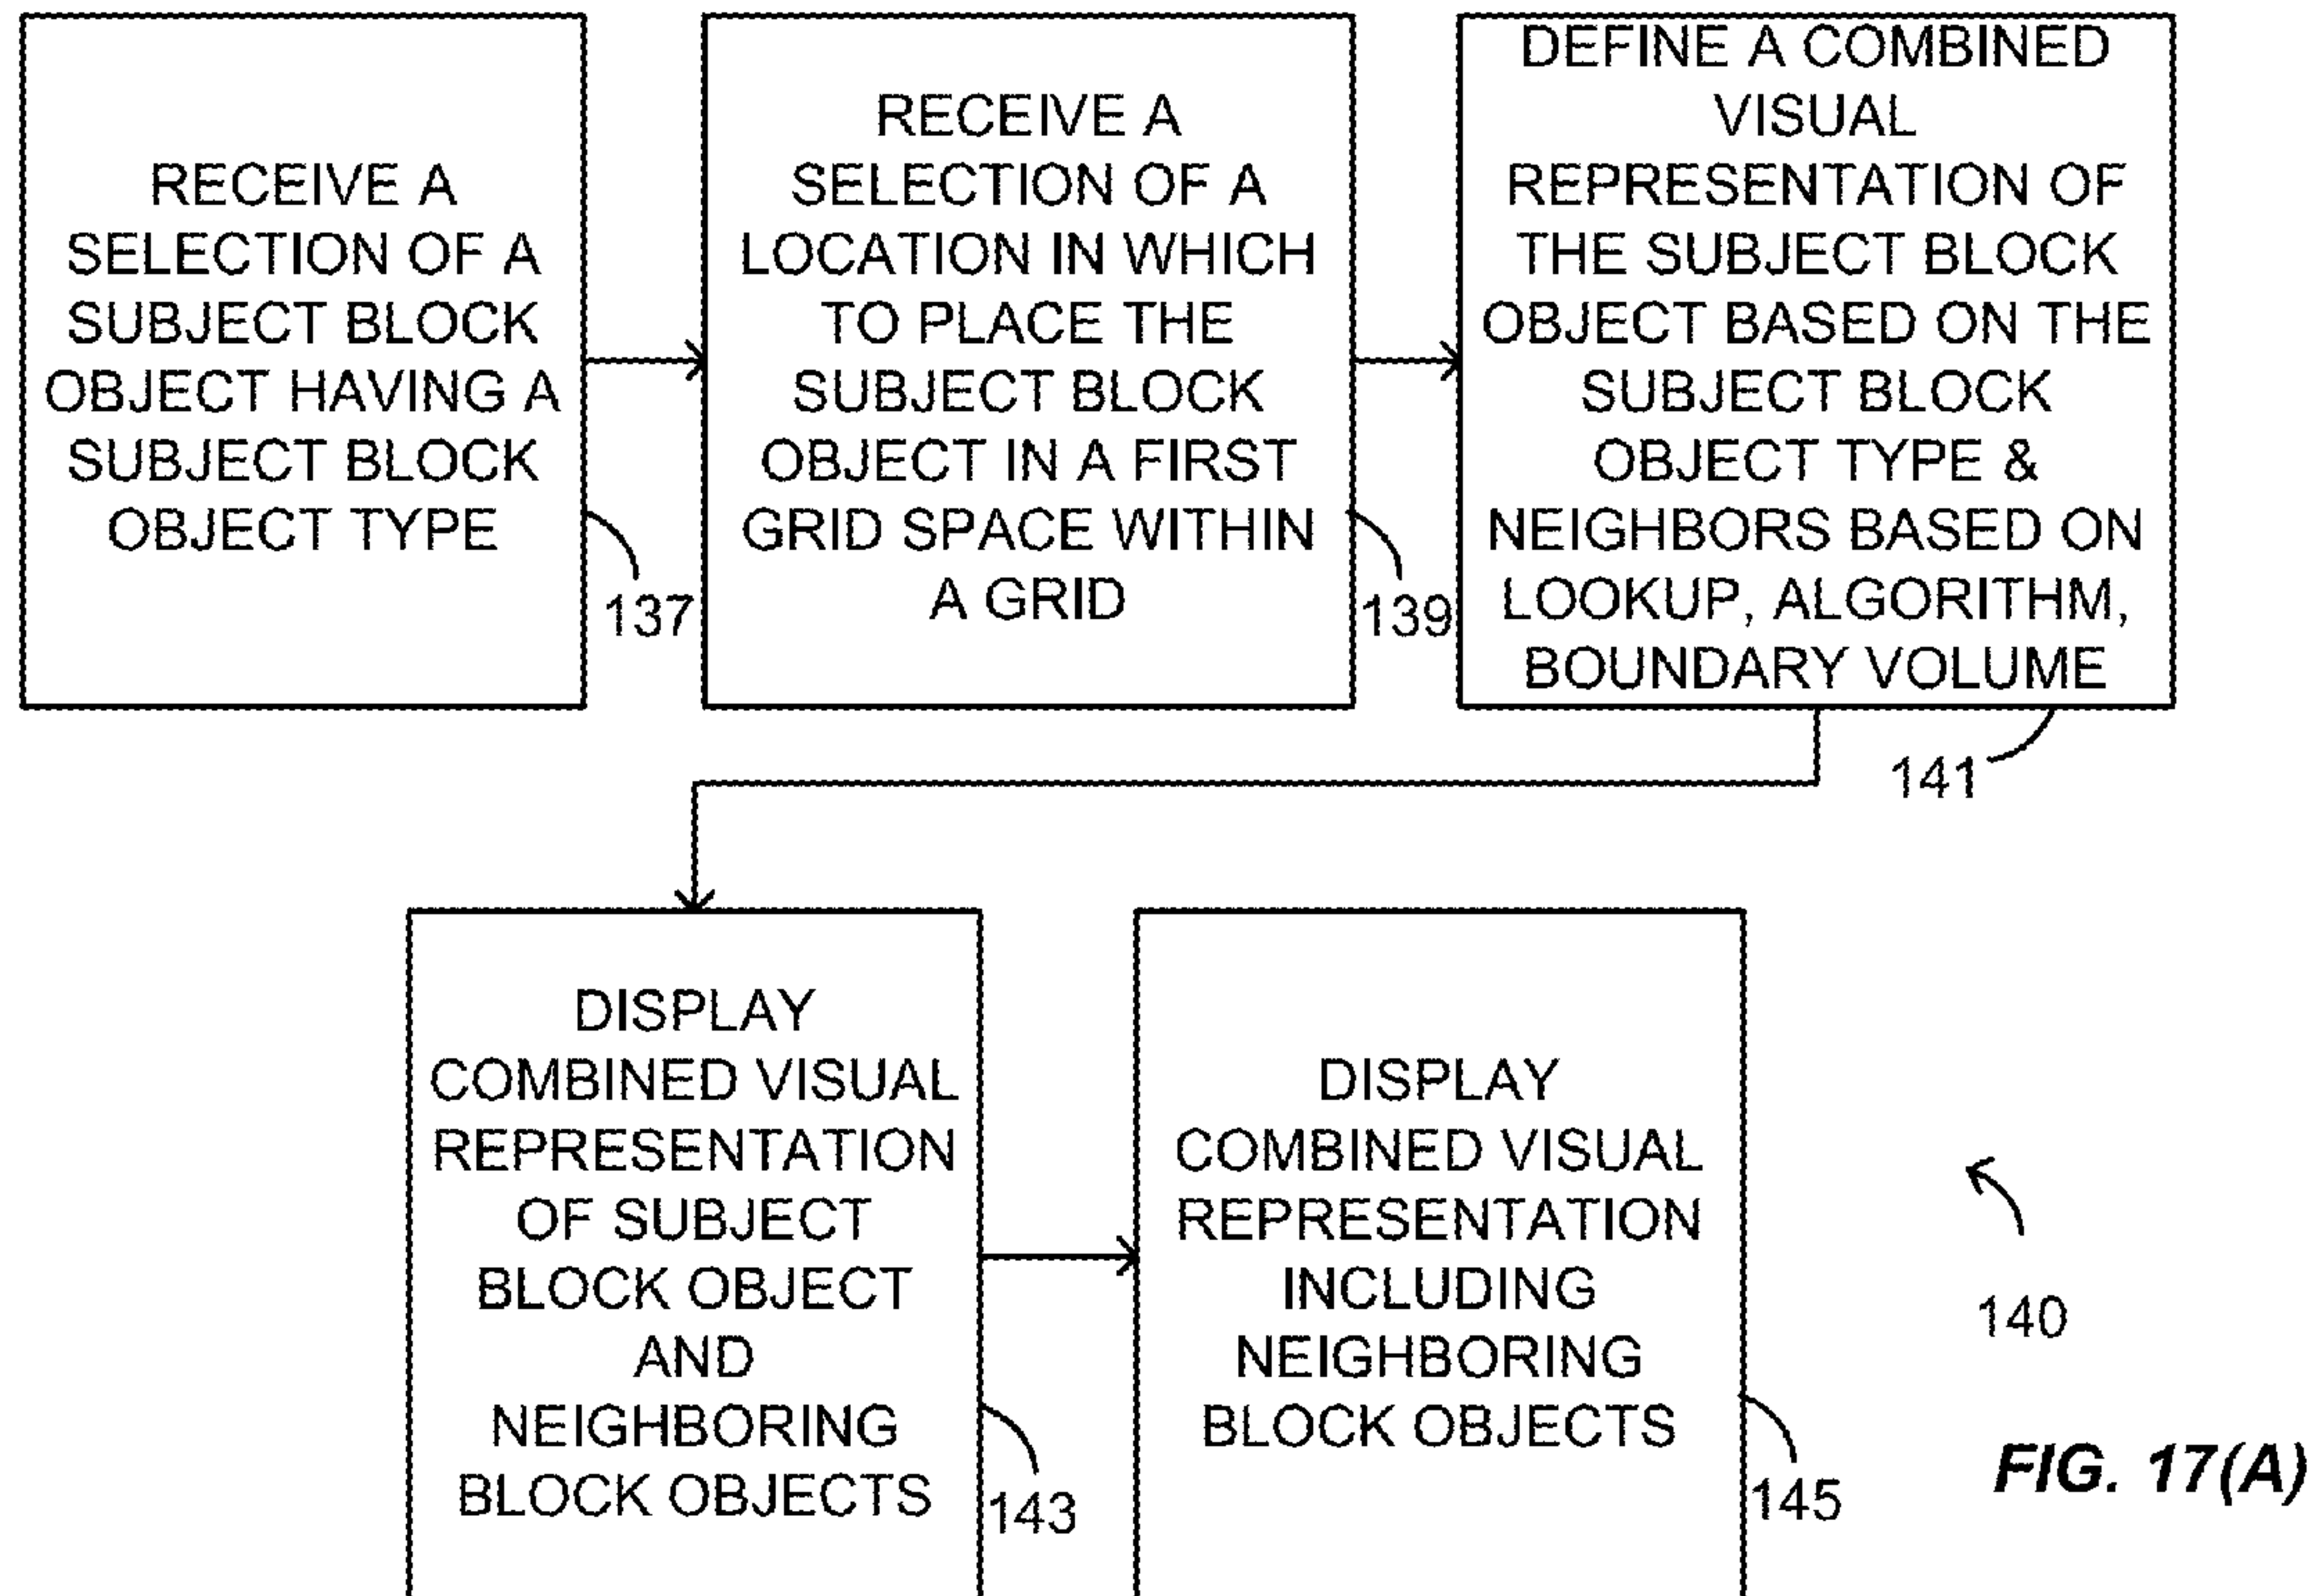 RECEIVE A
SELECTION OF A
SUBJECT BLOCK
OBJECT HAVING A
SUBJECT BLOCK
OBJECT TYPE
137
RECEIVE A
SELECTION OF A
LOCATION IN WHICH
TO PLACE THE
SUBJECT BLOCK
OBJECT IN A FIRST
GRID SPACE WITHIN
A GRID
139
DEFINE A COMBINED
VISUAL
REPRESENTATION OF
THE SUBJECT BLOCK
OBJECT BASED ON THE
SUBJECT BLOCK
OBJECT TYPE &
NEIGHBORS BASED ON
LOOKUP, ALGORITHM,
BOUNDARY VOLUME
141
DISPLAY
COMBINED VISUAL
REPRESENTATION
OF SUBJECT
BLOCK OBJECT
AND
NEIGHBORING
BLOCK OBJECTS
143
DISPLAY
COMBINED VISUAL
REPRESENTATION
INCLUDING
NEIGHBORING
BLOCK OBJECTS
145
140
FIG. 17(A)